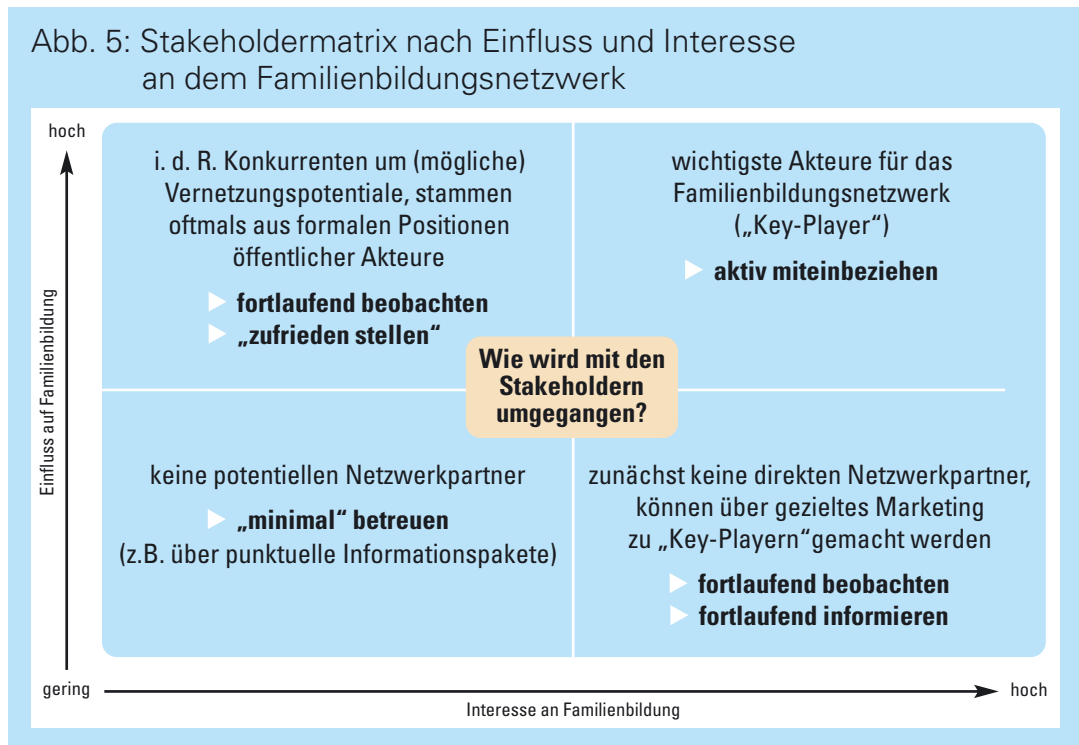 Abb. 5: Stakeholdermatrix nach Einfluss und Interesse
an dem Familienbildungsnetzwerk
hoch
Einfluss auf Familienbildung
i. d. R. Konkurrenten um (mögliche)
Vernetzungspotentiale, stammen
oftmals aus formalen Positionen
öffentlicher Akteure
fortlaufend beobachten
„zufrieden stellen“
wichtigste Akteure für das
Familienbildungsnetzwerk
(„Key-Player“)
aktiv miteinbeziehen
Wie wird mit den
Stakeholdern
umgegangen?
keine potentiellen Netzwerkpartner
„minimal“ betreuen
(z.B. über punktuelle Informationspakete)
zunächst keine direkten Netzwerkpartner,
können über gezieltes Marketing
zu „Key-Playern“gemacht werden
fortlaufend beobachten
fortlaufend informieren
gering
hoch
Interesse an Familienbildung